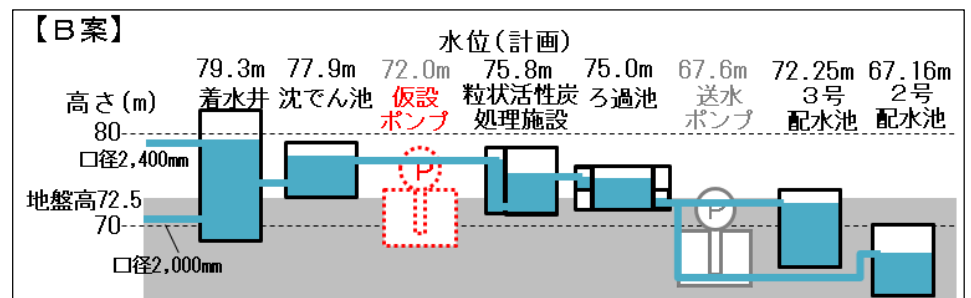 【B案】
水位(計画)
79.3m 77.9m 72.0m 75.8m 75.0m 67.6m 72.25m 67.16m
高さ(m)
着水井
沈でん池
仮設
ポンプ
粒状活性炭
処理施設
ろ過池
送水
ポンプ
3号
配水池
2号
配水池
80
口径2,400mm
地盤高72.5
70
口径2,000mm
P
P